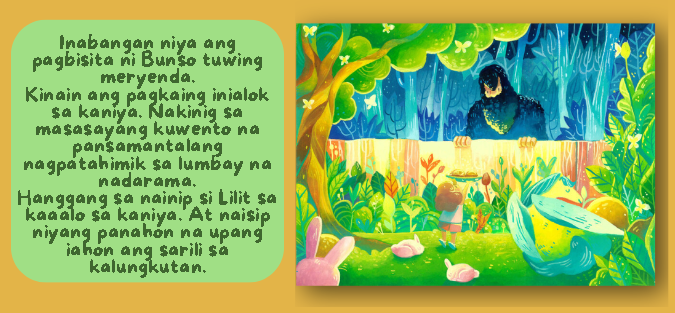 Inabangan niya ang
pagbisita ni Bunso tuwing
meryenda.
Kinain ang pagkaing inialok
sa kaniya. Nakinig sa
masasayang kuwento na
pansamantalang
nagpatahimik sa lumbay na
nadarama.
Hanggang sa nainip si Lilit sa
kaaalo sa kaniya. At naisip
niyang panahon na upang
iahon ang sarili sa
kalungkutan.